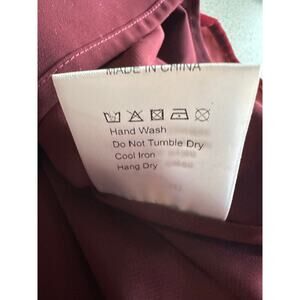 MADE IN CHINA
Hand Wash
Do Not Tumble Dry
Cool Iron
Hang Dry